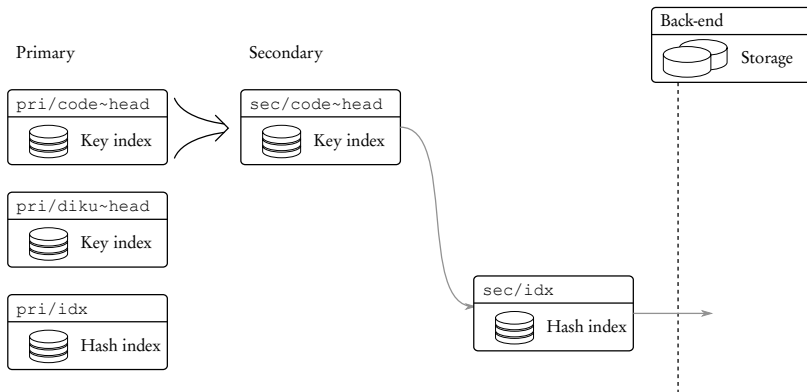 Back-end
Storage
Primary
Secondary
pri/code~head
Key index
sec/code~head
Key index
pri/diku~head
Key index
sec/idx
Hash index
pri/idx
Hash index